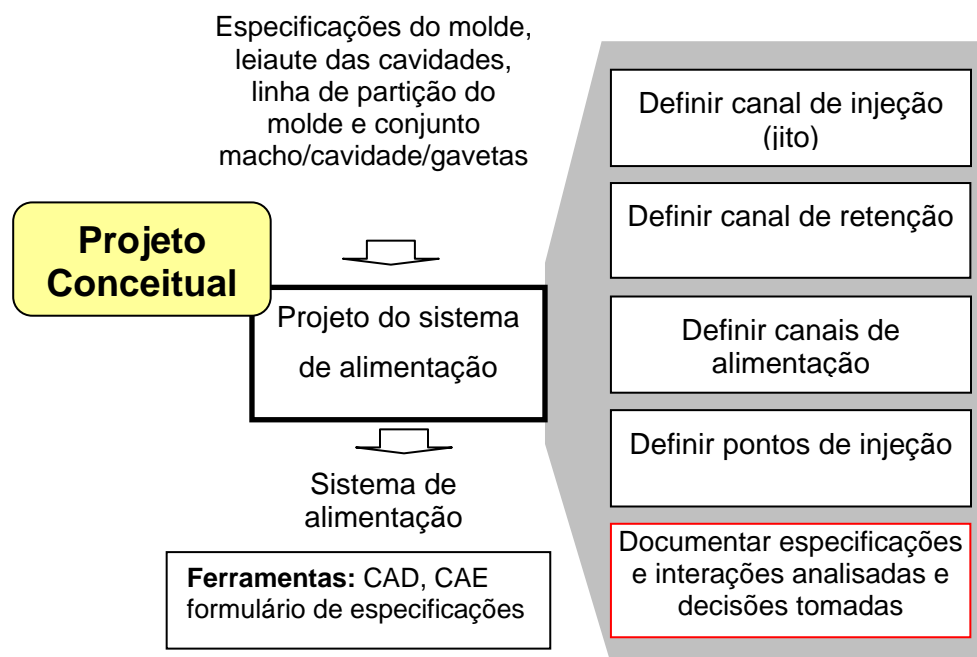 Especificações do molde,
leiaute das cavidades,
linha de partição do
molde e conjunto
macho/cavidade/gavetas
Projeto
Conceitual
Projeto do sistema
de alimentação
Sistema de
alimentação
Ferramentas: CAD, CAE
formulário de especificações
Definir canal de injeção
(jito)
Definir canal de retenção
Definir canais de
alimentação
Definir pontos de injeção
Documentar especificações
e interações analisadas e
decisões tomadas